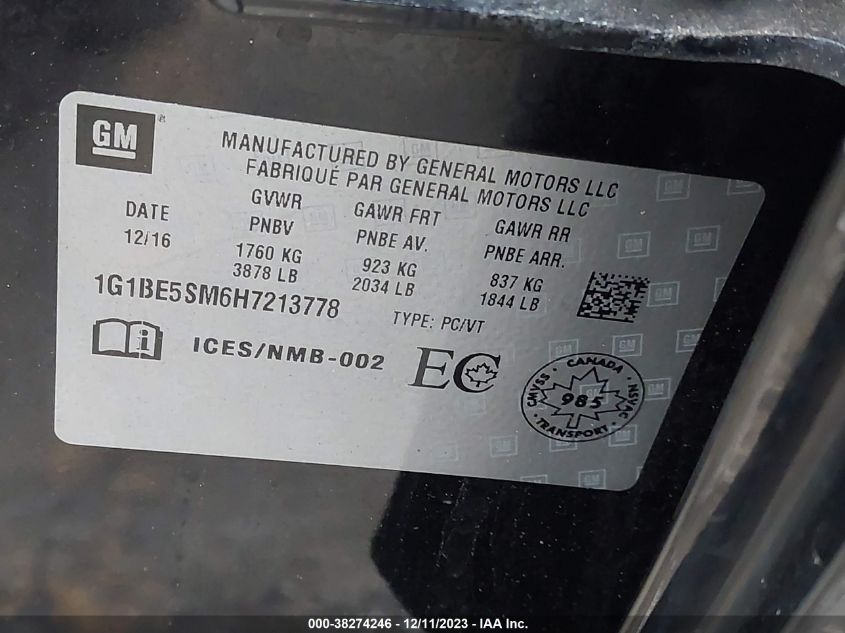 GM
MANUFACTURED BY GENERAL MOTORS LLC
FABRIQUÉ PAR GENERAL MOTORS LLC
DATE
12/16
GVWR
PNBV
1760 KG
3878 LB
GAWR FRT
PNBE AV.
923 KG
2034 LB
GAWR RR
PNBE ARR.
837 KG
1844 LB
1G1BE5SM6H7213778
TYPE: PC/VT
i ICES/NMB-002
EC
CMVSS · CANADA · NSVAC · TRANSPORT ·
985
000-38274246 - 12/11/2023 - IAA Inc.